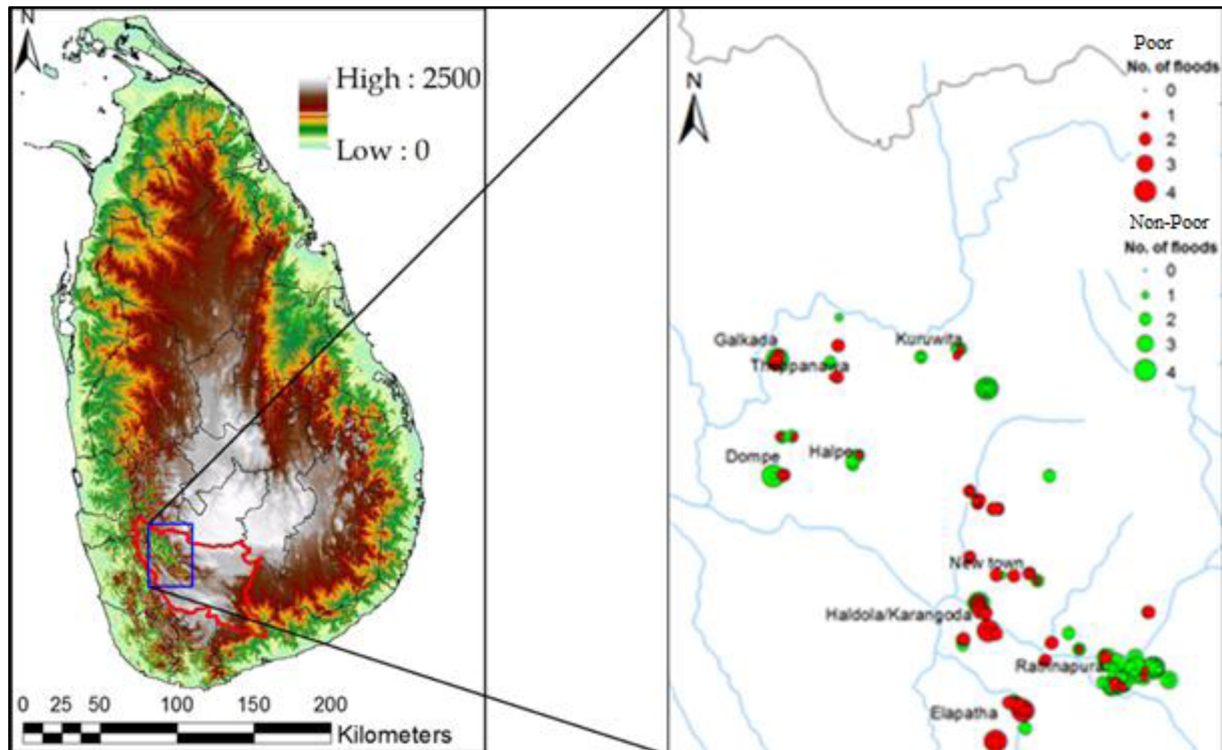 N
High : 2500
Low : 0
0 25 50 100 150 200
Kilometers
N
Poor
No. of floods
0
1
2
3
4
Non-Poor
No. of floods
0
1
2
3
4
Galkada
Kuruwita
Dompe
New town
Haldola/Karangoda
Elapatha